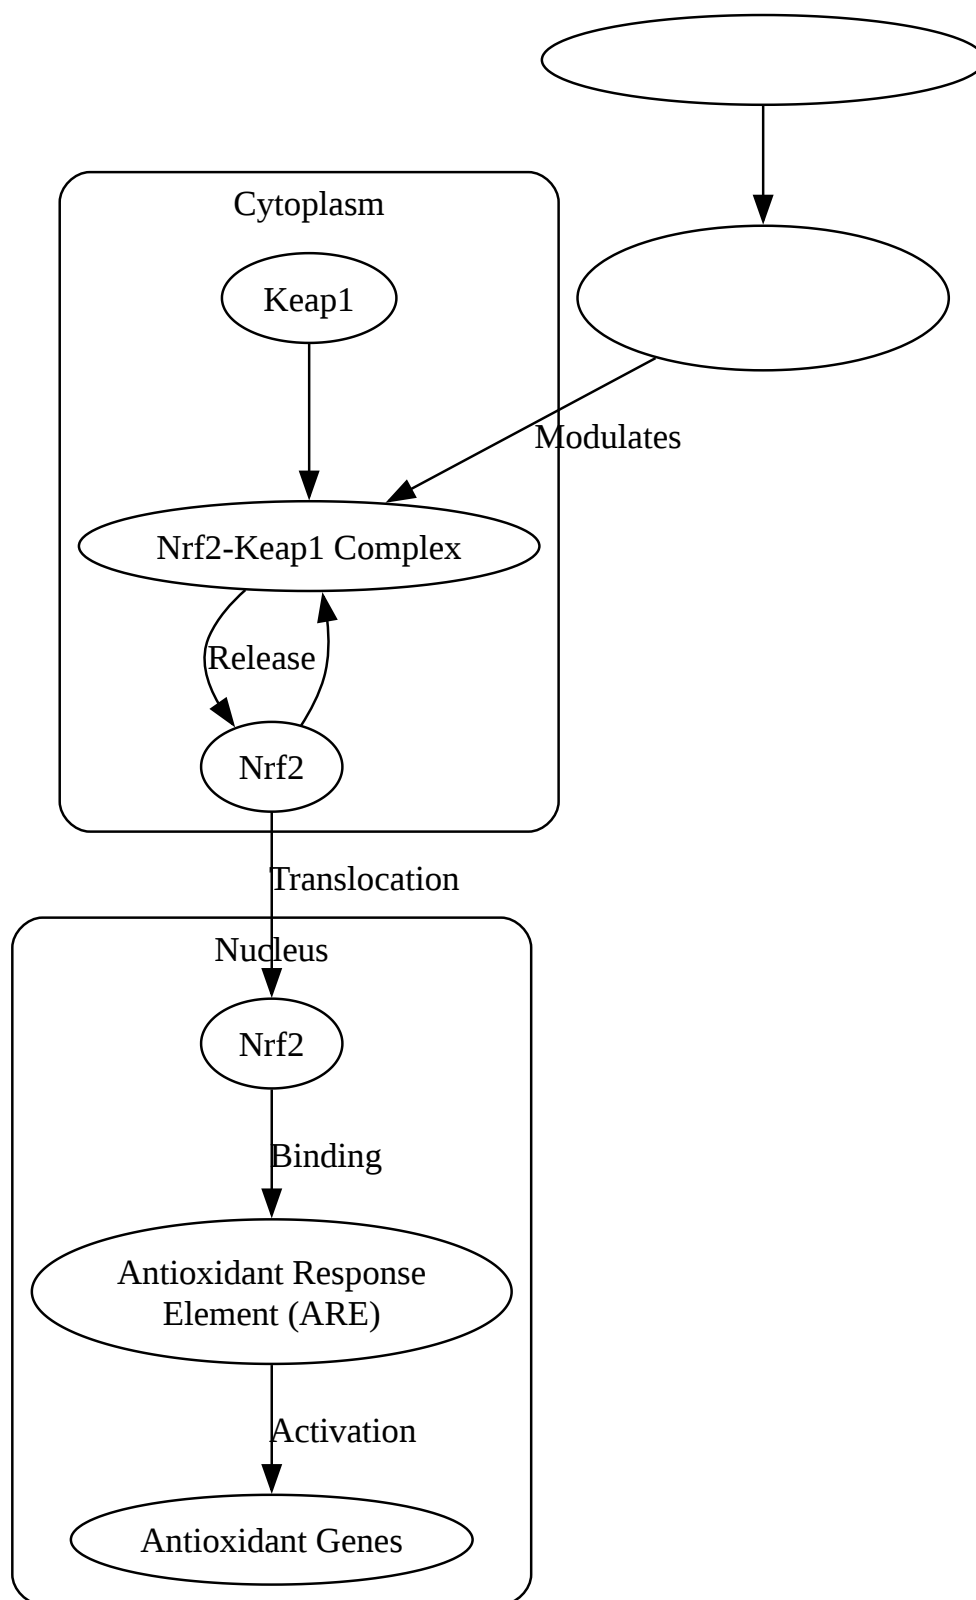 Cytoplasm
Keap1
Modulates
Nrf2-Keap1 Complex
Release
Nrf2
Translocation
Nucleus
Nrf2
Binding
Antioxidant Response
Element (ARE)
Activation
Antioxidant Genes